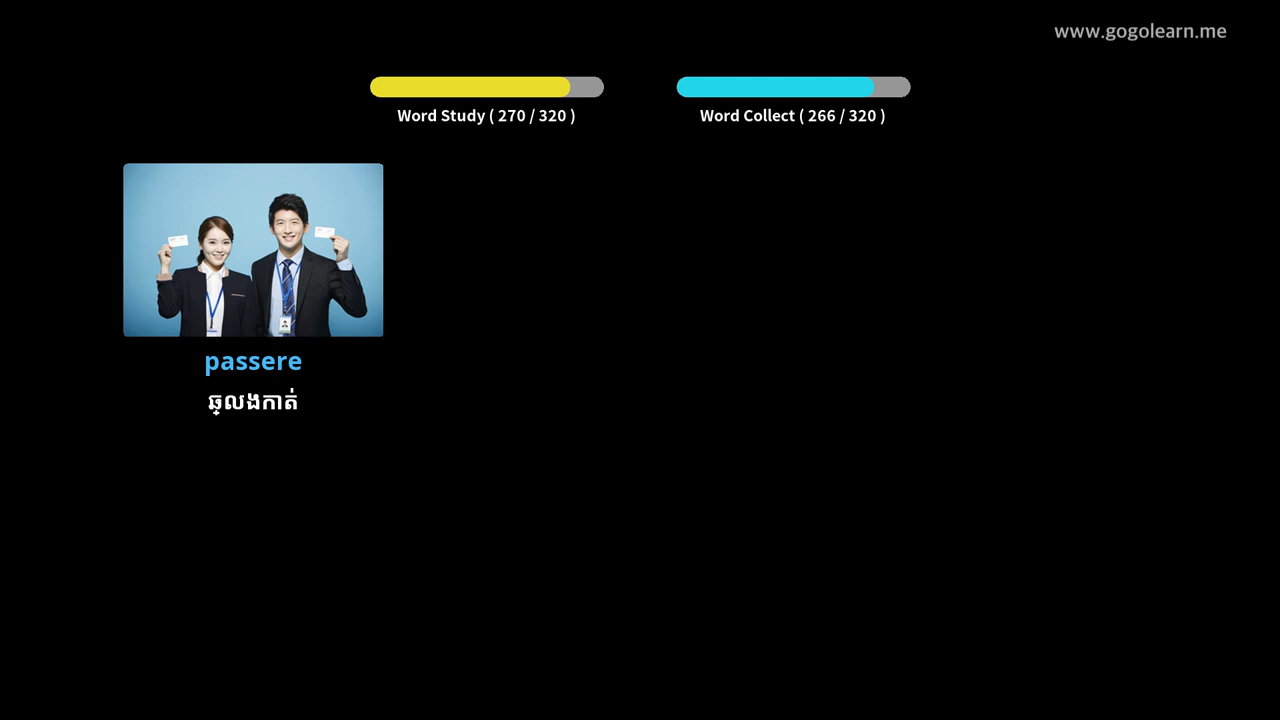 www.gogolearn.me
Word Study ( 270 / 320 )
Word Collect ( 266 / 320 )
passere
ឆ្លងកាត់